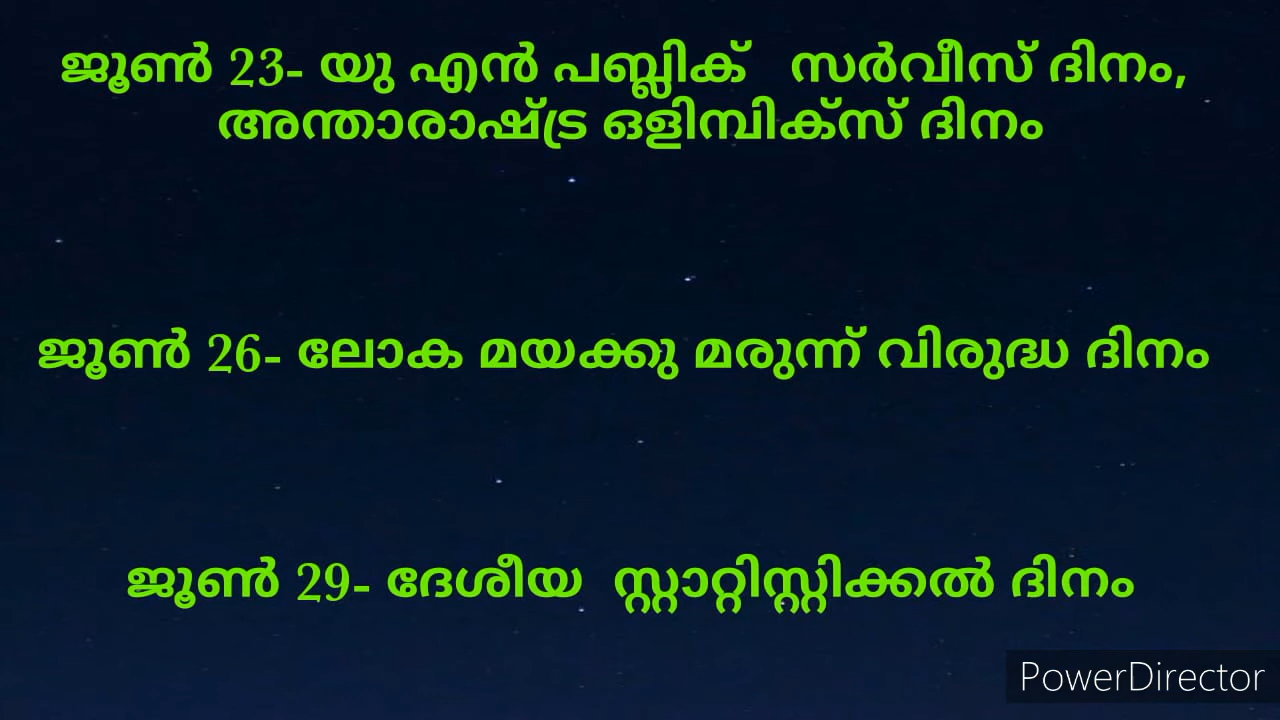 ജൂൺ 23- യു എൻ പബ്ലിക് സർവീസ് ദിനം,
അന്താരാഷ്ട്ര ഒളിമ്പിക്സ് ദിനം
ജൂൺ 26- ലോക മയക്കു മരുന്ന് വിരുദ്ധ ദിനം
ജൂൺ 29- ദേശീയ സ്റ്റാറ്റിസ്റ്റിക്കൽ ദിനം
PowerDirector